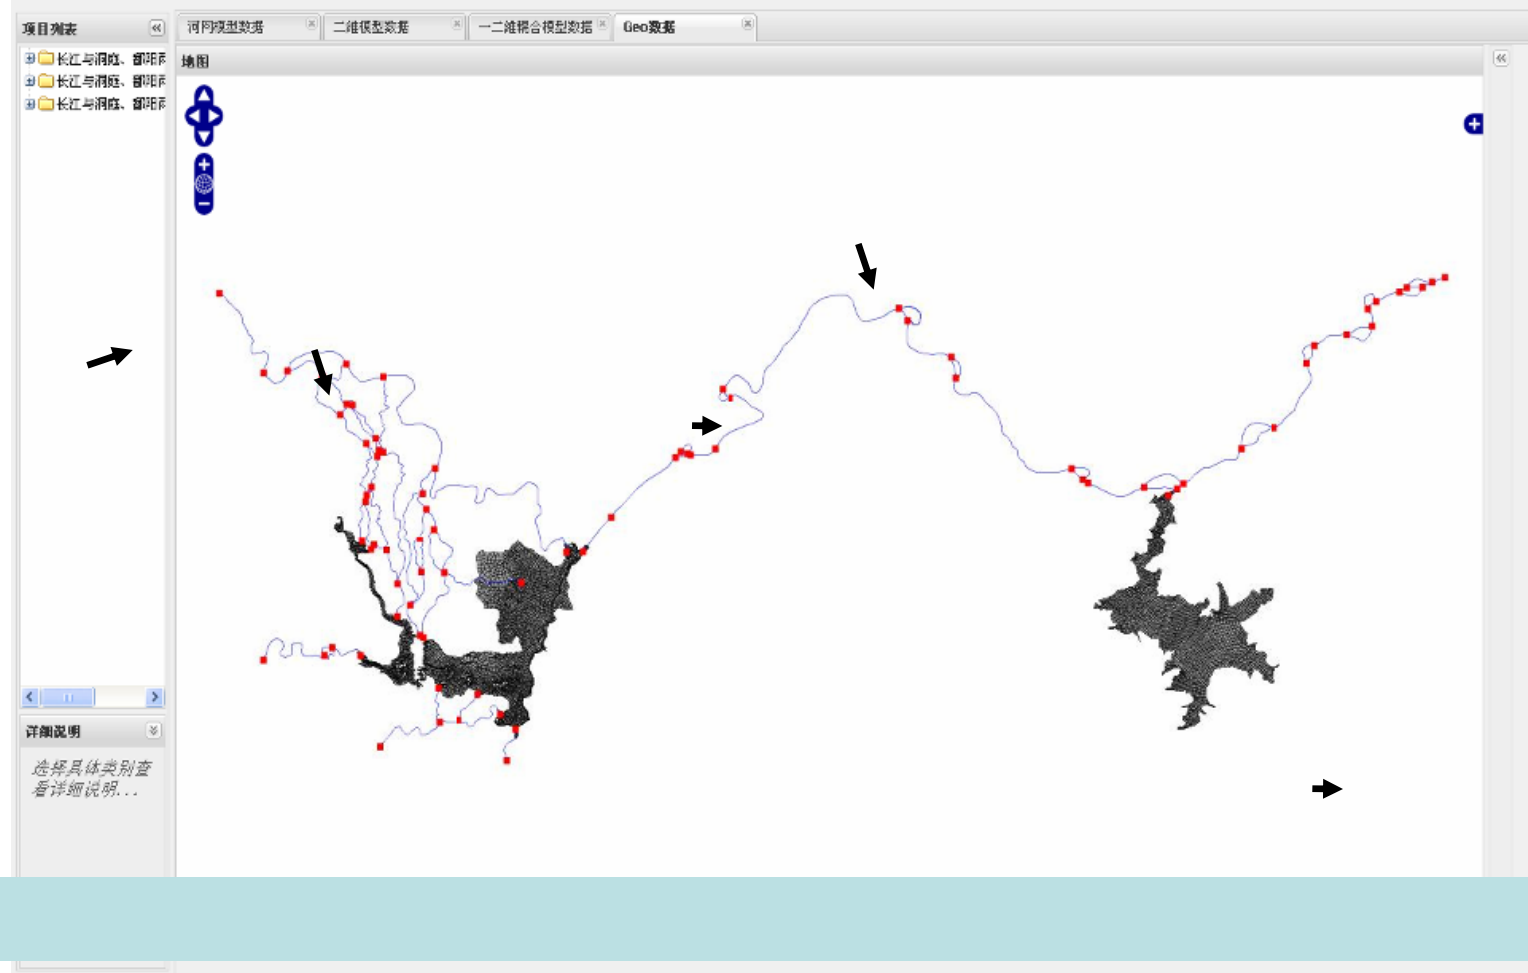 项目列表
河网模型数据
二维模型数据
一二维耦合模型数据
Geo数据
地图
长江与洞庭、鄱阳两
长江与洞庭、鄱阳两
长江与洞庭、鄱阳两
详细说明
选择具体类别查
看详细说明...